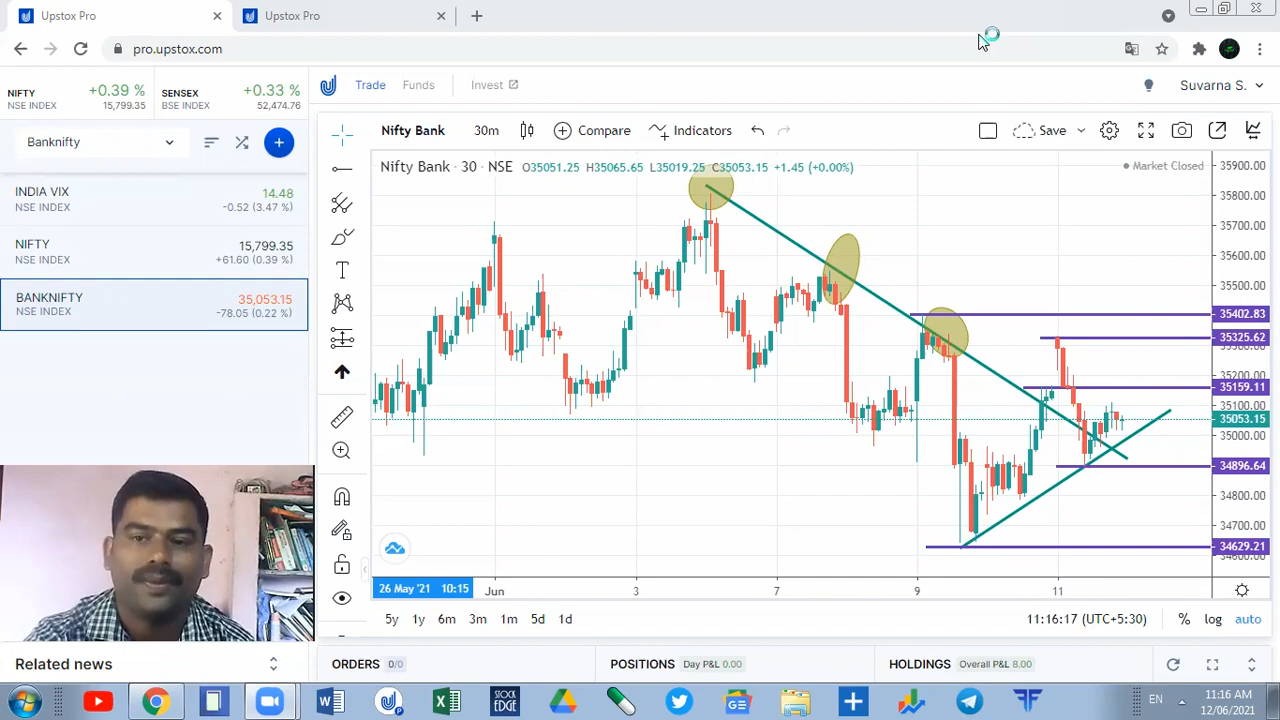 Upstox Pro
Upstox Pro
pro.upstox.com
NIFTY +0.39 %
NSE INDEX 15,799.35
SENSEX +0.33 %
BSE INDEX 52,474.76
Trade Funds Invest
Suvarna S.
Banknifty
Nifty Bank 30m Compare Indicators Save
INDIA VIX 14.48
NSE INDEX -0.52 (3.47 %)
NIFTY 15,799.35
NSE INDEX +61.60 (0.39 %)
BANKNIFTY 35,053.15
NSE INDEX -78.05 (0.22 %)
Nifty Bank · 30 · NSE O35051.25 H35065.65 L35019.25 C35053.15 +1.45 (+0.00%)
Market Closed
35900.00
35800.00
35700.00
35600.00
35500.00
35402.83
35325.62
35200.00
35159.11
35100.00
35053.15
35000.00
34896.64
34800.00
34700.00
34629.21
26 May '21 10:15 Jun 3 7 9 11
5y 1y 6m 3m 1m 5d 1d
11:16:17 (UTC+5:30) % log auto
Related news
ORDERS 0/0
POSITIONS Day P&L 0.00
HOLDINGS Overall P&L 8.00
STOCK
EDGE
EN
11:16 AM
12/06/2021